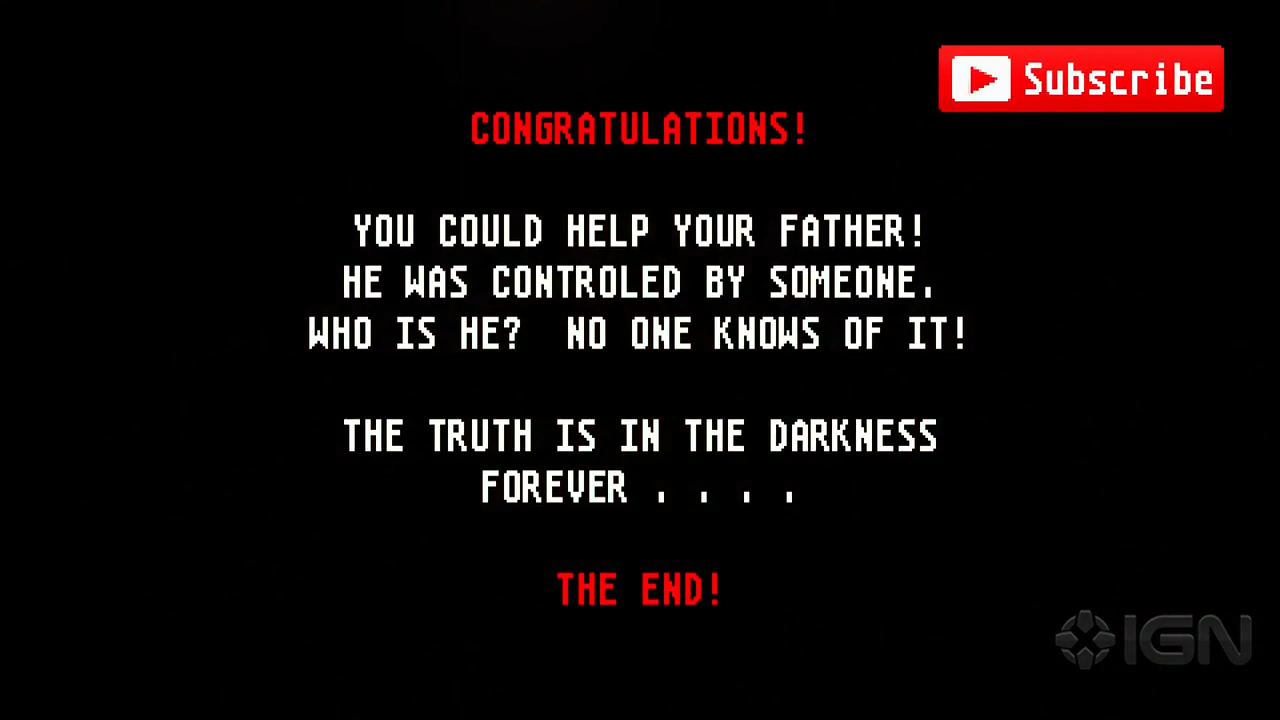 Subscribe
CONGRATULATIONS!
YOU COULD HELP YOUR FATHER!
HE WAS CONTROLED BY SOMEONE.
WHO IS HE?  NO ONE KNOWS OF IT!
THE TRUTH IS IN THE DARKNESS
FOREVER . . . .
THE END!
IGN